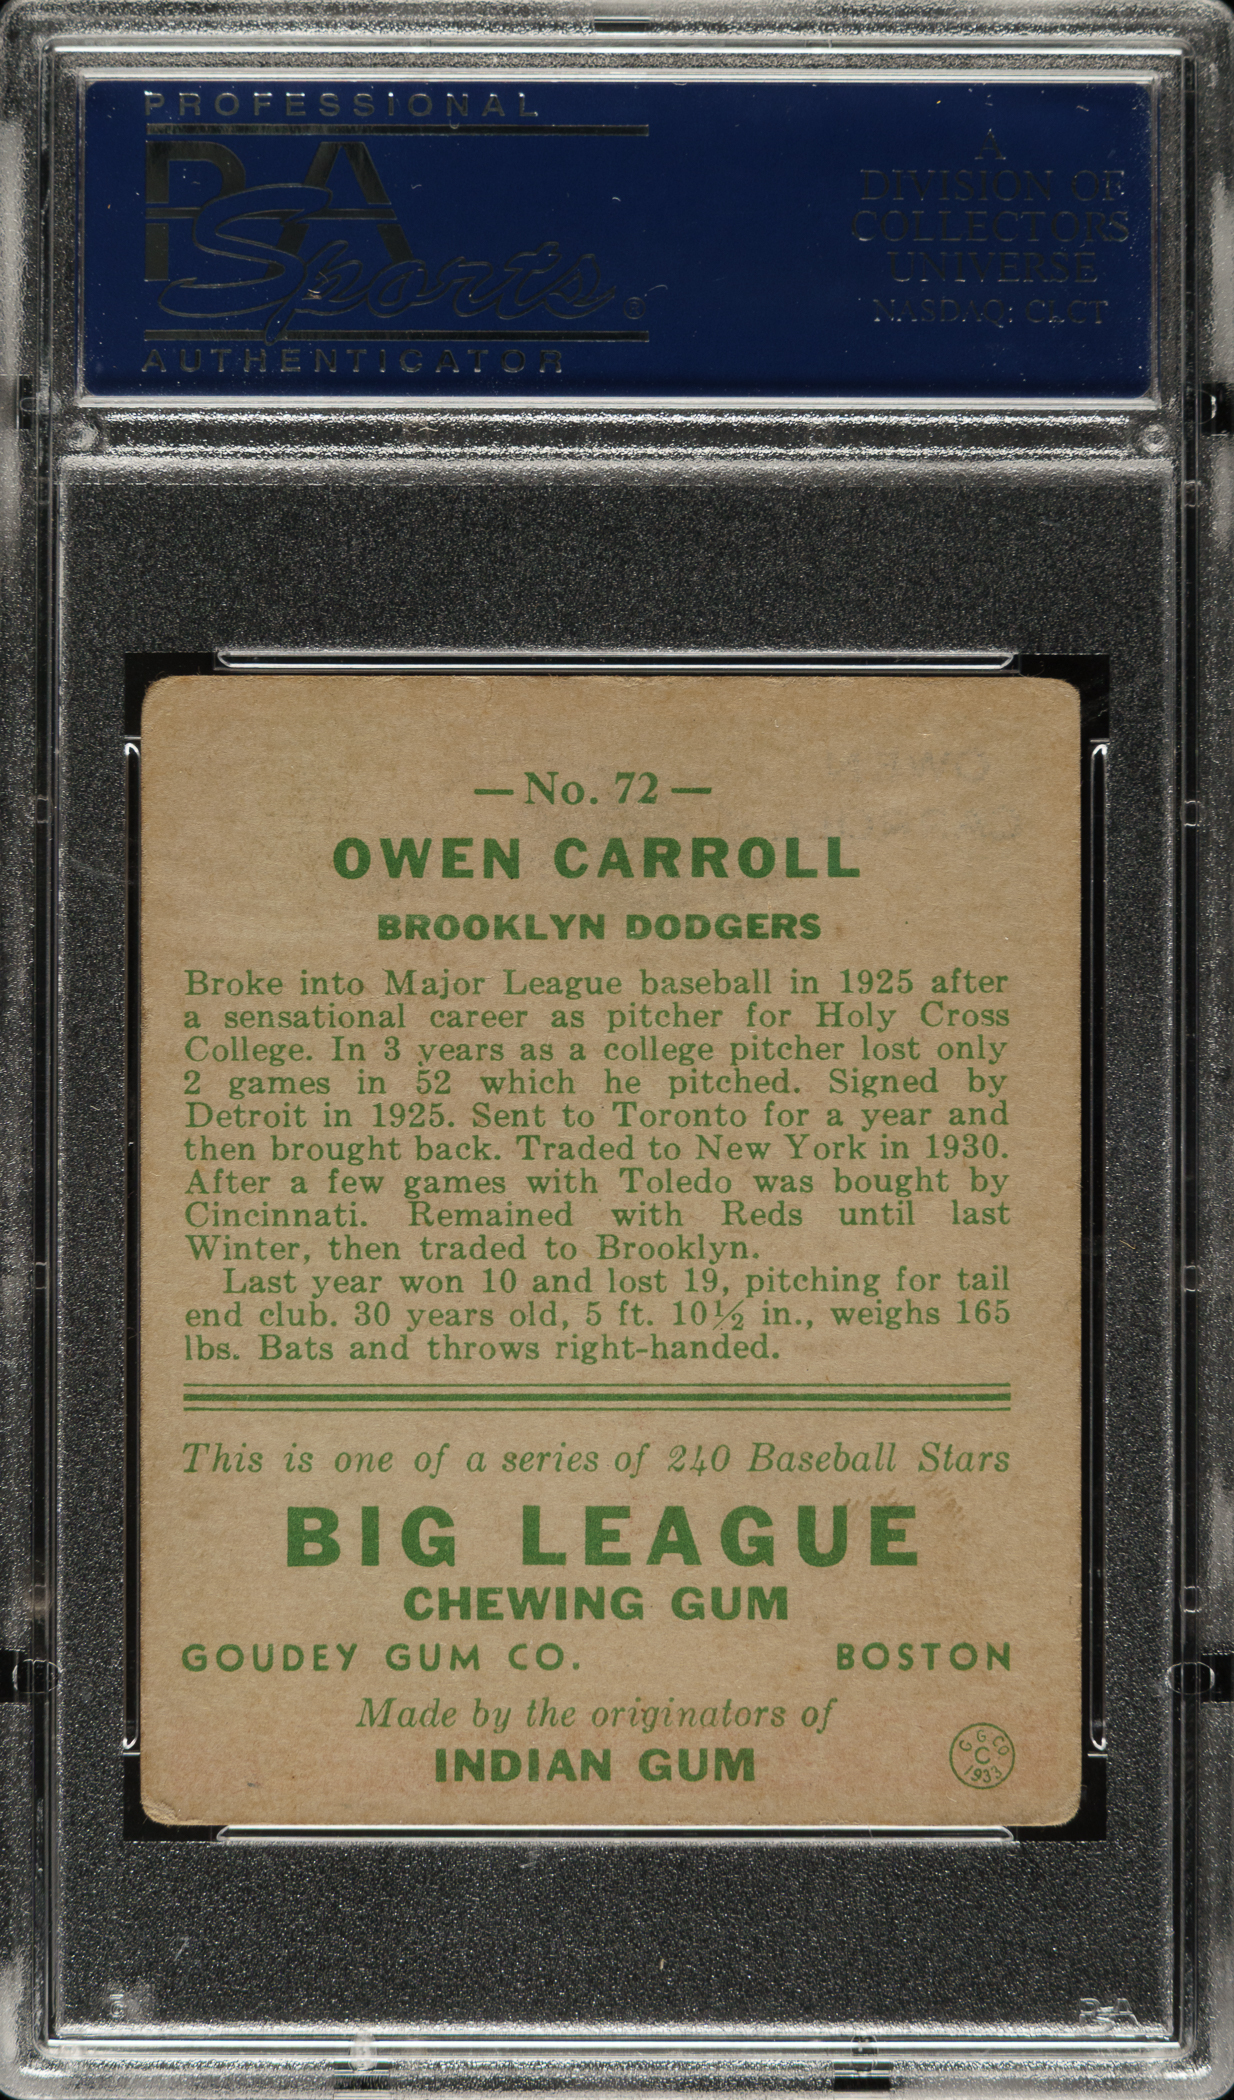 PROFESSIONAL
PSA
Sports®
AUTHENTICATOR
A
DIVISION OF
COLLECTORS
UNIVERSE
NASDAQ: CLCT
—No. 72—
OWEN CARROLL
BROOKLYN DODGERS
Broke into Major League baseball in 1925 after
a sensational career as pitcher for Holy Cross
College. In 3 years as a college pitcher lost only
2 games in 52 which he pitched. Signed by
Detroit in 1925. Sent to Toronto for a year and
then brought back. Traded to New York in 1930.
After a few games with Toledo was bought by
Cincinnati. Remained with Reds until last
Winter, then traded to Brooklyn.
Last year won 10 and lost 19, pitching for tail
end club. 30 years old, 5 ft. 10½ in., weighs 165
lbs. Bats and throws right-handed.
This is one of a series of 240 Baseball Stars
BIG LEAGUE
CHEWING GUM
GOUDEY GUM CO. BOSTON
Made by the originators of
INDIAN GUM
G. G. CO
C
1933
PSA